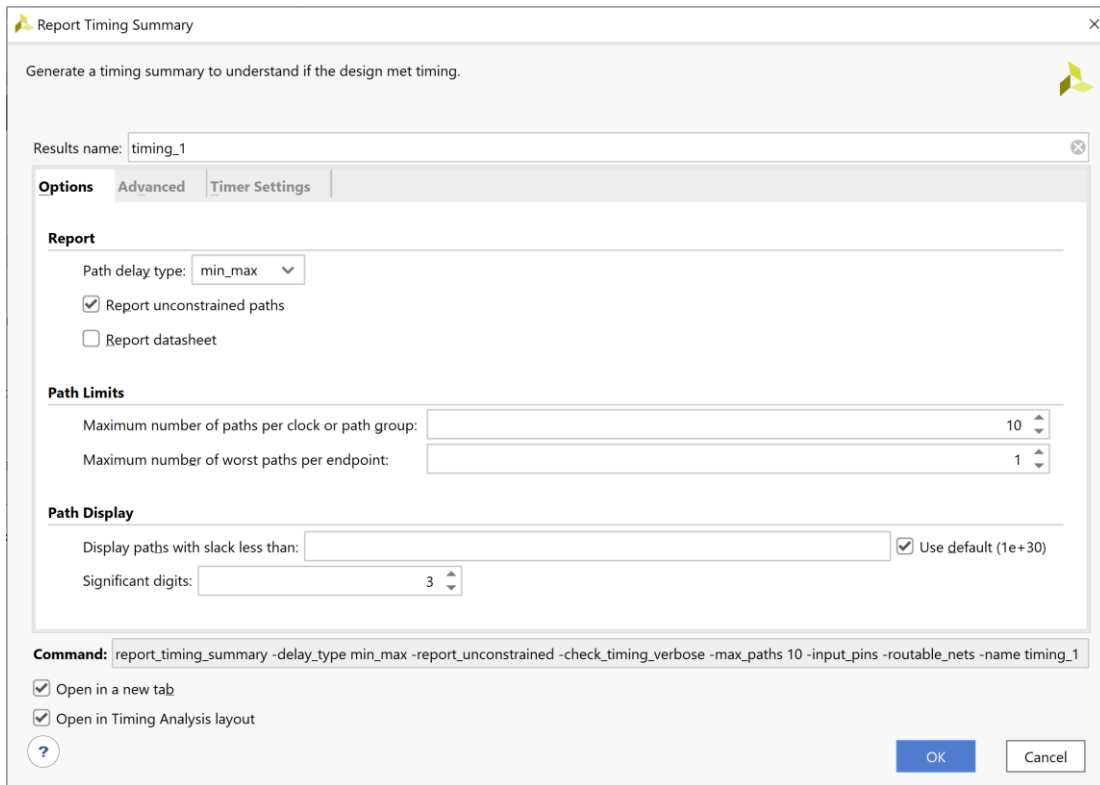 Report Timing Summary
Generate a timing summary to understand if the design met timing.
Results name: timing_1
Options Advanced Timer Settings
Report
Path delay type: min_max
Report unconstrained paths
Report datasheet
Path Limits
Maximum number of paths per clock or path group: 10
Maximum number of worst paths per endpoint: 1
Path Display
Display paths with slack less than: Use default (1e+30)
Significant digits: 3
Command: report_timing_summary -delay_type min_max -report_unconstrained -check_timing_verbose -max_paths 10 -input_pins -routable_nets -name timing_1
Open in a new tab
Open in Timing Analysis layout
?
OK Cancel